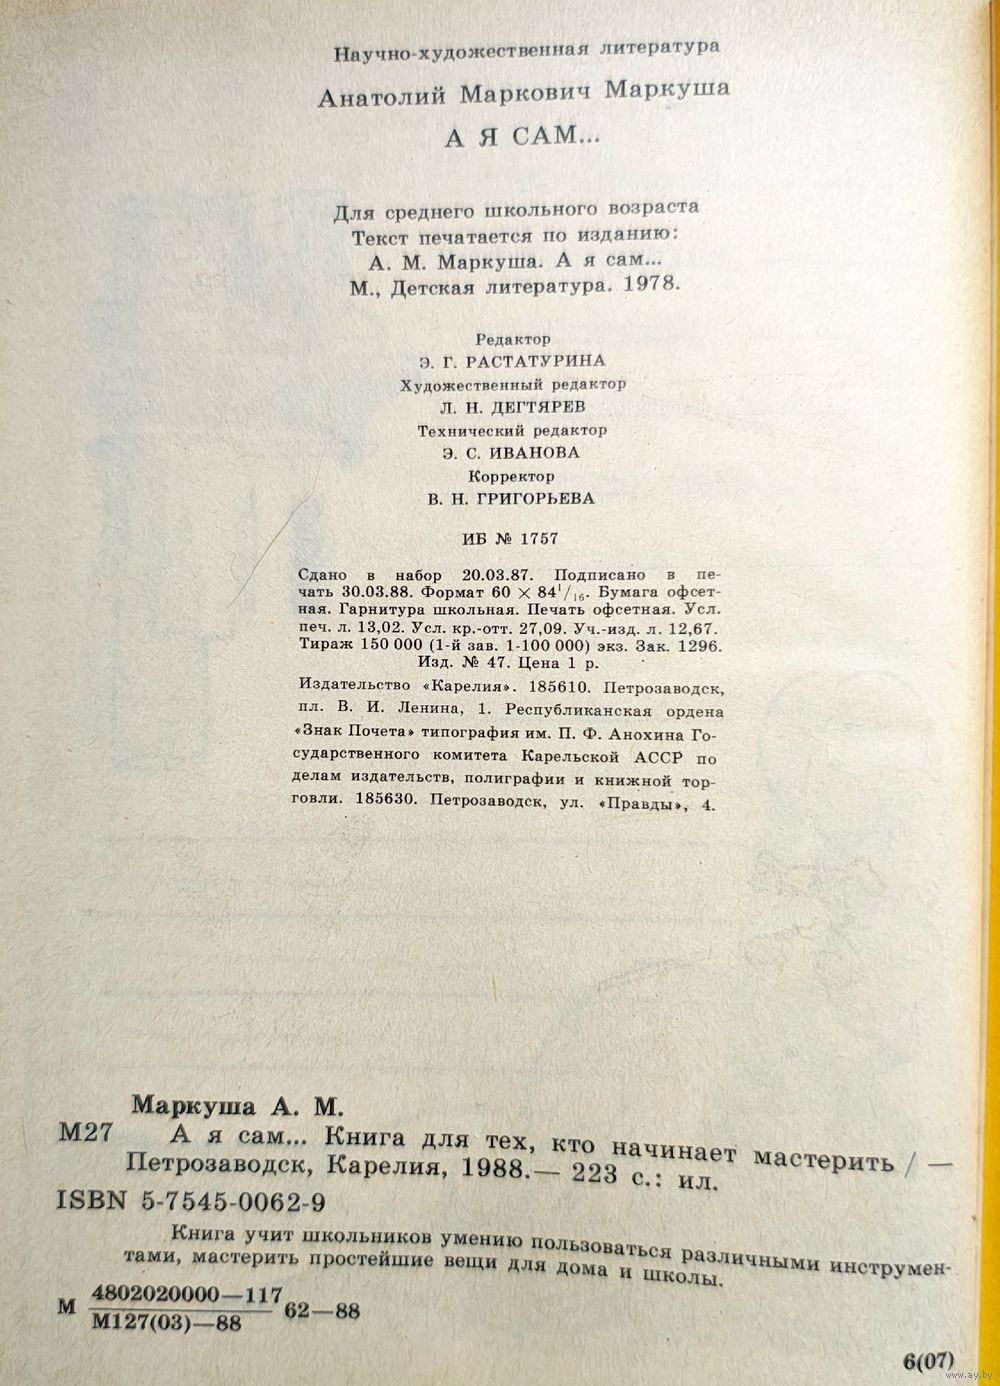 Научно-художественная литература
Анатолий Маркович Маркуша
А Я САМ...
Для среднего школьного возраста
Текст печатается по изданию:
А. М. Маркуша. А я сам...
М., Детская литература. 1978.
Редактор
Э. Г. РАСТАТУРИНА
Художественный редактор
Л. Н. ДЕГТЯРЕВ
Технический редактор
Э. С. ИВАНОВА
Корректор
В. Н. ГРИГОРЬЕВА
ИБ № 1757
Сдано в набор 20.03.87. Подписано в пе-
чать 30.03.88. Формат 60 × 84¹/₁₆. Бумага офсет-
ная. Гарнитура школьная. Печать офсетная. Усл.
печ. л. 13,02. Усл. кр.-отт. 27,09. Уч.-изд. л. 12,67.
Тираж 150 000 (1-й зав. 1-100 000) экз. Зак. 1296.
Изд. № 47. Цена 1 р.
Издательство «Карелия». 185610. Петрозаводск,
пл. В. И. Ленина, 1. Республиканская ордена
«Знак Почета» типография им. П. Ф. Анохина Го-
сударственного комитета Карельской АССР по
делам издательств, полиграфии и книжной тор-
говли. 185630. Петрозаводск, ул. «Правды», 4.
Маркуша А. М.
М27 А я сам... Книга для тех, кто начинает мастерить / —
Петрозаводск, Карелия, 1988.— 223 с.: ил.
ISBN 5-7545-0062-9
Книга учит школьников умению пользоваться различными инструмен-
тами, мастерить простейшие вещи для дома и школы.
М 4802020000—117
М127(03)—88 62—88
6(07)
www.ay.by